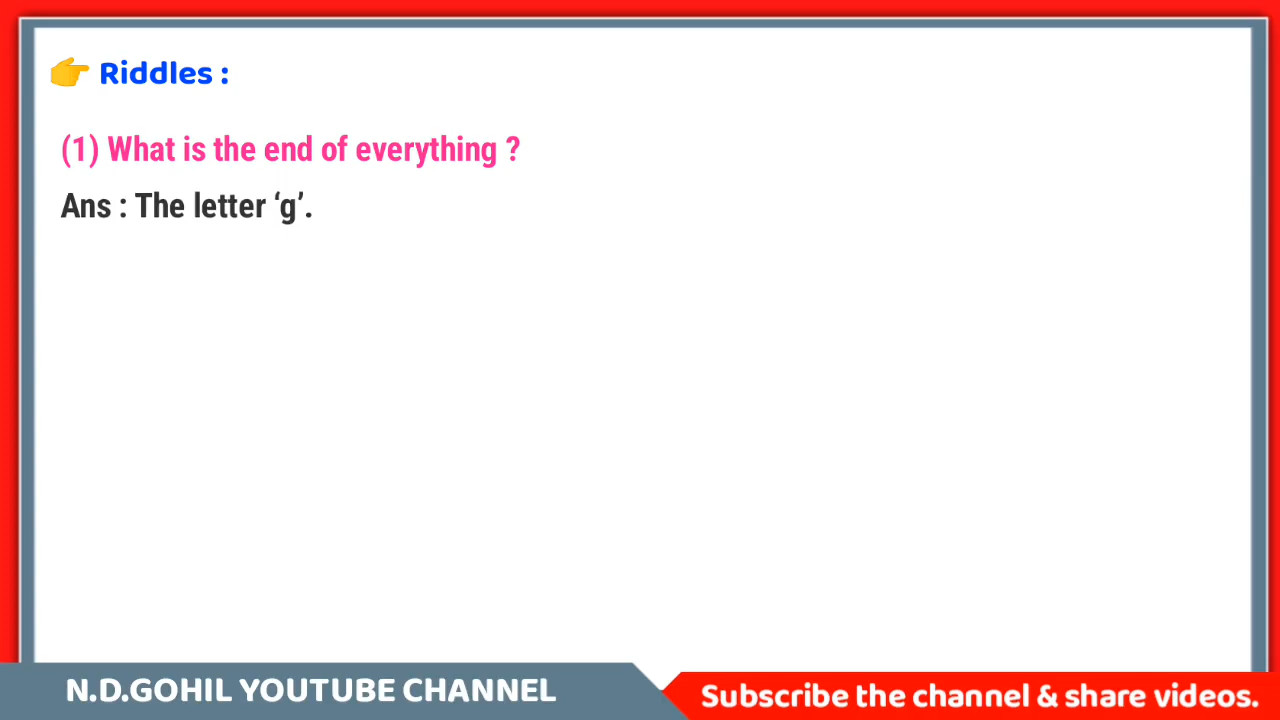 👉 Riddles :
(1) What is the end of everything ?
Ans : The letter ‘g’.
N.D.GOHIL YOUTUBE CHANNEL
Subscribe the channel & share videos.